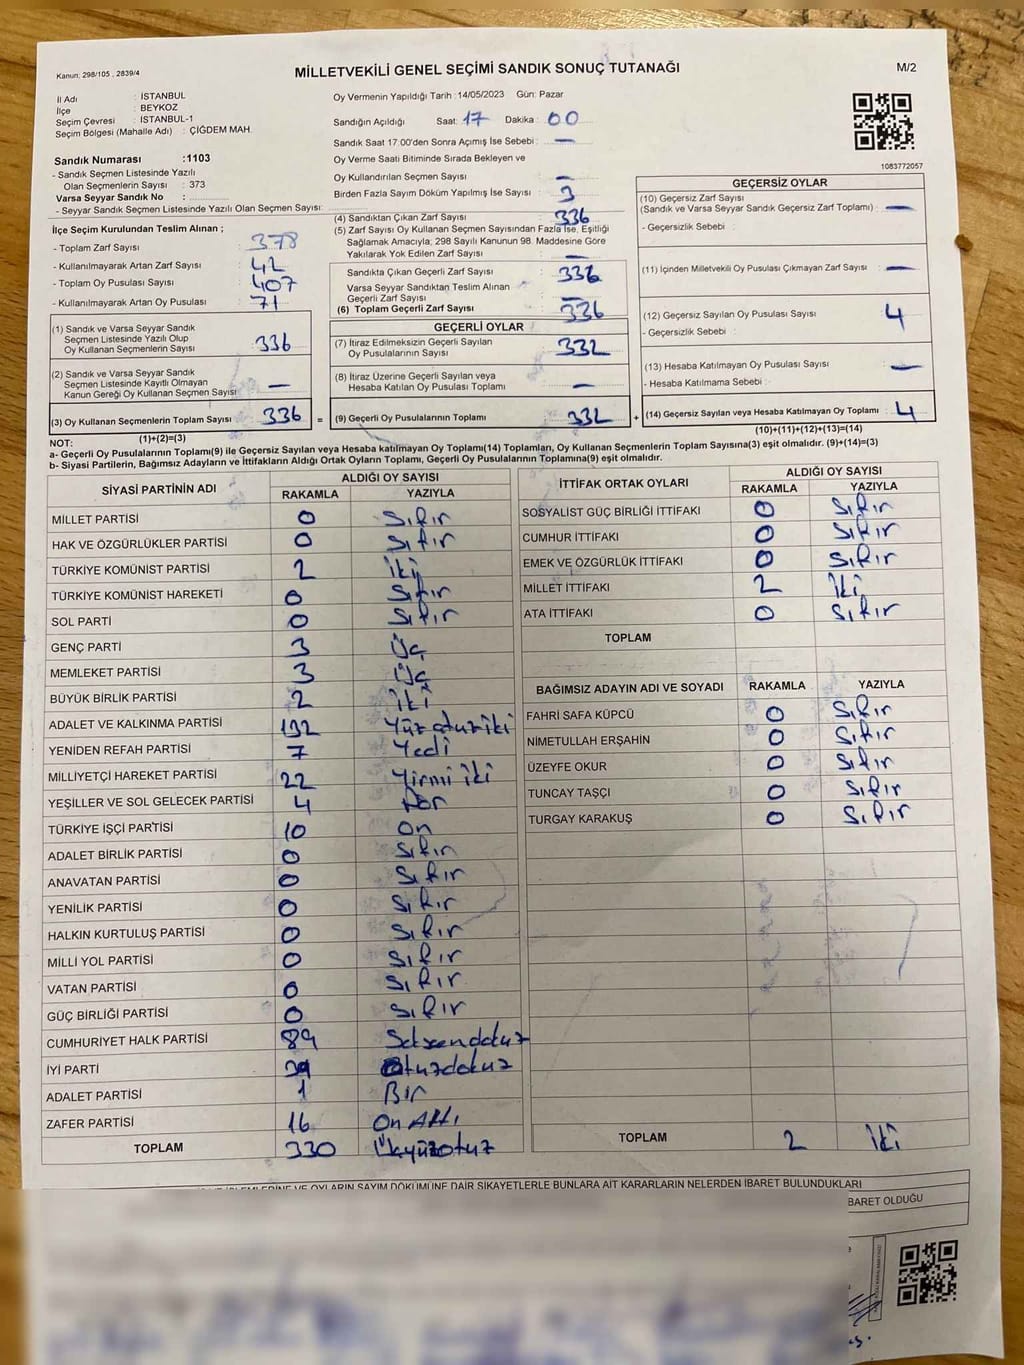 Kanun; 298/105 , 2839/4
MİLLETVEKİLİ GENEL SEÇİMİ SANDIK SONUÇ TUTANAĞI
M/2
İl Adı : İSTANBUL
İlçe : BEYKOZ
Seçim Çevresi : İSTANBUL-1
Seçim Bölgesi (Mahalle Adı) : ÇİĞDEM MAH.
Sandık Numarası :1103
- Sandık Seçmen Listesinde Yazılı
Olan Seçmenlerin Sayısı : 373
Varsa Seyyar Sandık No :
- Seyyar Sandık Seçmen Listesinde Yazılı Olan Seçmen Sayısı:
İlçe Seçim Kurulundan Teslim Alınan ;
- Toplam Zarf Sayısı 378
- Kullanılmayarak Artan Zarf Sayısı 42
- Toplam Oy Pusulası Sayısı 407
- Kullanılmayarak Artan Oy Pusulası 71
(1) Sandık ve Varsa Seyyar Sandık
Seçmen Listesinde Yazılı Olup
Oy Kullanan Seçmenlerin Sayısı 336
(2) Sandık ve Varsa Seyyar Sandık
Seçmen Listesinde Kayıtlı Olmayan
Kanun Gereği Oy Kullanan Seçmen Sayısı —
(3) Oy Kullanan Seçmenlerin Toplam Sayısı 336 =
(1)+(2)=(3)
Oy Vermenin Yapıldığı Tarih :14/05/2023 Gün: Pazar
Sandığın Açıldığı Saat: 17 Dakika : 00
Sandık Saat 17.00'den Sonra Açımış İse Sebebi : —
Oy Verme Saati Bitiminde Sırada Bekleyen ve
Oy Kullandırılan Seçmen Sayısı —
Birden Fazla Sayım Döküm Yapılmış İse Sayısı : 3
(4) Sandıktan Çıkan Zarf Sayısı 336
(5) Zarf Sayısı Oy Kullanan Seçmen Sayısından Fazla İse, Eşitliği
Sağlamak Amacıyla; 298 Sayılı Kanunun 98. Maddesine Göre
Yakılarak Yok Edilen Zarf Sayısı —
Sandıkta Çıkan Geçerli Zarf Sayısı 336
Varsa Seyyar Sandıktan Teslim Alınan
Geçerli Zarf Sayısı —
(6) Toplam Geçerli Zarf Sayısı 336
GEÇERLİ OYLAR
(7) İtiraz Edilmeksizin Geçerli Sayılan
Oy Pusulalarının Sayısı 332
(8) İtiraz Üzerine Geçerli Sayılan veya
Hesaba Katılan Oy Pusulası Toplamı —
(9) Geçerli Oy Pusulalarının Toplamı 332 +
1083772057
GEÇERSİZ OYLAR
(10) Geçersiz Zarf Sayısı
(Sandık ve Varsa Seyyar Sandık Geçersiz Zarf Toplamı) : —
- Geçersizlik Sebebi :
(11) İçinden Milletvekili Oy Pusulası Çıkmayan Zarf Sayısı : —
(12) Geçersiz Sayılan Oy Pusulası Sayısı : 4
- Geçersizlik Sebebi :
(13) Hesaba Katılmayan Oy Pusulası Sayısı : —
- Hesaba Katılmama Sebebi :
(14) Geçersiz Sayılan veya Hesaba Katılmayan Oy Toplamı : 4
(10)+(11)+(12)+(13)=(14)
NOT:
a- Geçerli Oy Pusulalarının Toplamı(9) ile Geçersiz Sayılan veya Hesaba katılmayan Oy Toplamı(14) Toplamları, Oy Kullanan Seçmenlerin Toplam Sayısına(3) eşit olmalıdır. (9)+(14)=(3)
b- Siyasi Partilerin, Bağımsız Adayların ve İttifakların Aldığı Ortak Oyların Toplamı, Geçerli Oy Pusulalarının Toplamına(9) eşit olmalıdır.
SİYASİ PARTİNİN ADI ALDIĞI OY SAYISI
RAKAMLA YAZIYLA
MİLLET PARTİSİ 0 Sıfır
HAK VE ÖZGÜRLÜKLER PARTİSİ 0 Sıfır
TÜRKİYE KOMÜNİST PARTİSİ 2 iki
TÜRKİYE KOMÜNİST HAREKETİ 0 Sıfır
SOL PARTİ 0 Sıfır
GENÇ PARTİ 3 Üç
MEMLEKET PARTİSİ 3 Üç
BÜYÜK BİRLİK PARTİSİ 2 iki
ADALET VE KALKINMA PARTİSİ 132 Yüzotuziki
YENİDEN REFAH PARTİSİ 7 Yedi
MİLLİYETÇİ HAREKET PARTİSİ 22 Yirmi iki
YEŞİLLER VE SOL GELECEK PARTİSİ 4
TÜRKİYE İŞÇİ PARTİSİ 10 On
ADALET BİRLİK PARTİSİ 0 Sıfır
ANAVATAN PARTİSİ 0 Sıfır
YENİLİK PARTİSİ 0 Sıfır
HALKIN KURTULUŞ PARTİSİ 0 Sıfır
MİLLİ YOL PARTİSİ 0 Sıfır
VATAN PARTİSİ 0 Sıfır
GÜÇ BİRLİĞİ PARTİSİ 0 Sıfır
CUMHURİYET HALK PARTİSİ 89 Seksendokuz
İYİ PARTİ 39 Otuzdokuz
ADALET PARTİSİ 1 Bir
ZAFER PARTİSİ 16 On Altı
TOPLAM 330 Üçyüzotuz
İTTİFAK ORTAK OYLARI ALDIĞI OY SAYISI
RAKAMLA YAZIYLA
SOSYALİST GÜÇ BİRLİĞİ İTTİFAKI 0 Sıfır
CUMHUR İTTİFAKI 0 Sıfır
EMEK VE ÖZGÜRLÜK İTTİFAKI 0 Sıfır
MİLLET İTTİFAKI 2 İki
ATA İTTİFAKI 0 Sıfır
TOPLAM
BAĞIMSIZ ADAYIN ADI VE SOYADI RAKAMLA YAZIYLA
FAHRİ SAFA KÜPCÜ 0 Sıfır
NİMETULLAH ERŞAHİN 0 Sıfır
ÜZEYFE OKUR 0 Sıfır
TUNCAY TAŞÇI 0 Sıfır
TURGAY KARAKUŞ 0 Sıfır
TOPLAM 2 İki
VE OYLARIN SAYIM DÖKÜMÜNE DAİR ŞİKAYETLERLE BUNLARA AİT KARARLARIN NELERDEN İBARET BULUNDUKLARI
BARET OLDUĞU